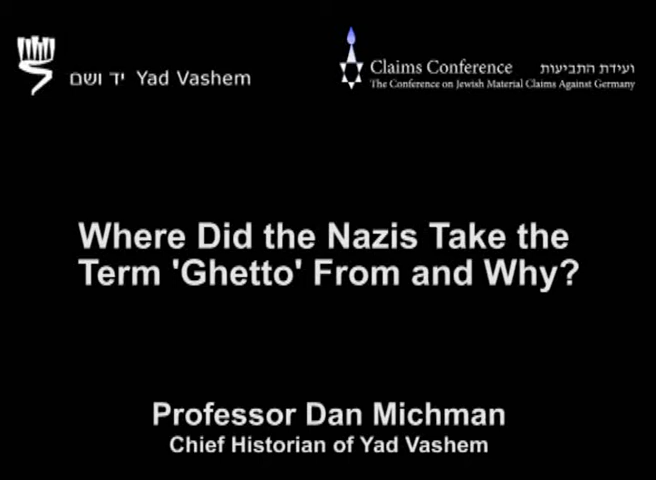 יד ושם Yad Vashem
Claims Conference ועידת התביעות
The Conference on Jewish Material Claims Against Germany
Where Did the Nazis Take the
Term 'Ghetto' From and Why?
Professor Dan Michman
Chief Historian of Yad Vashem